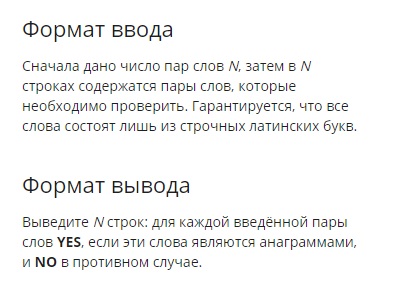 Формат ввода
Сначала дано число пар слов N, затем в N
строках содержатся пары слов, которые
необходимо проверить. Гарантируется, что все
слова состоят лишь из строчных латинских букв.
Формат вывода
Выведите N строк: для каждой введённой пары
слов YES, если эти слова являются анаграммами,
и NO в противном случае.